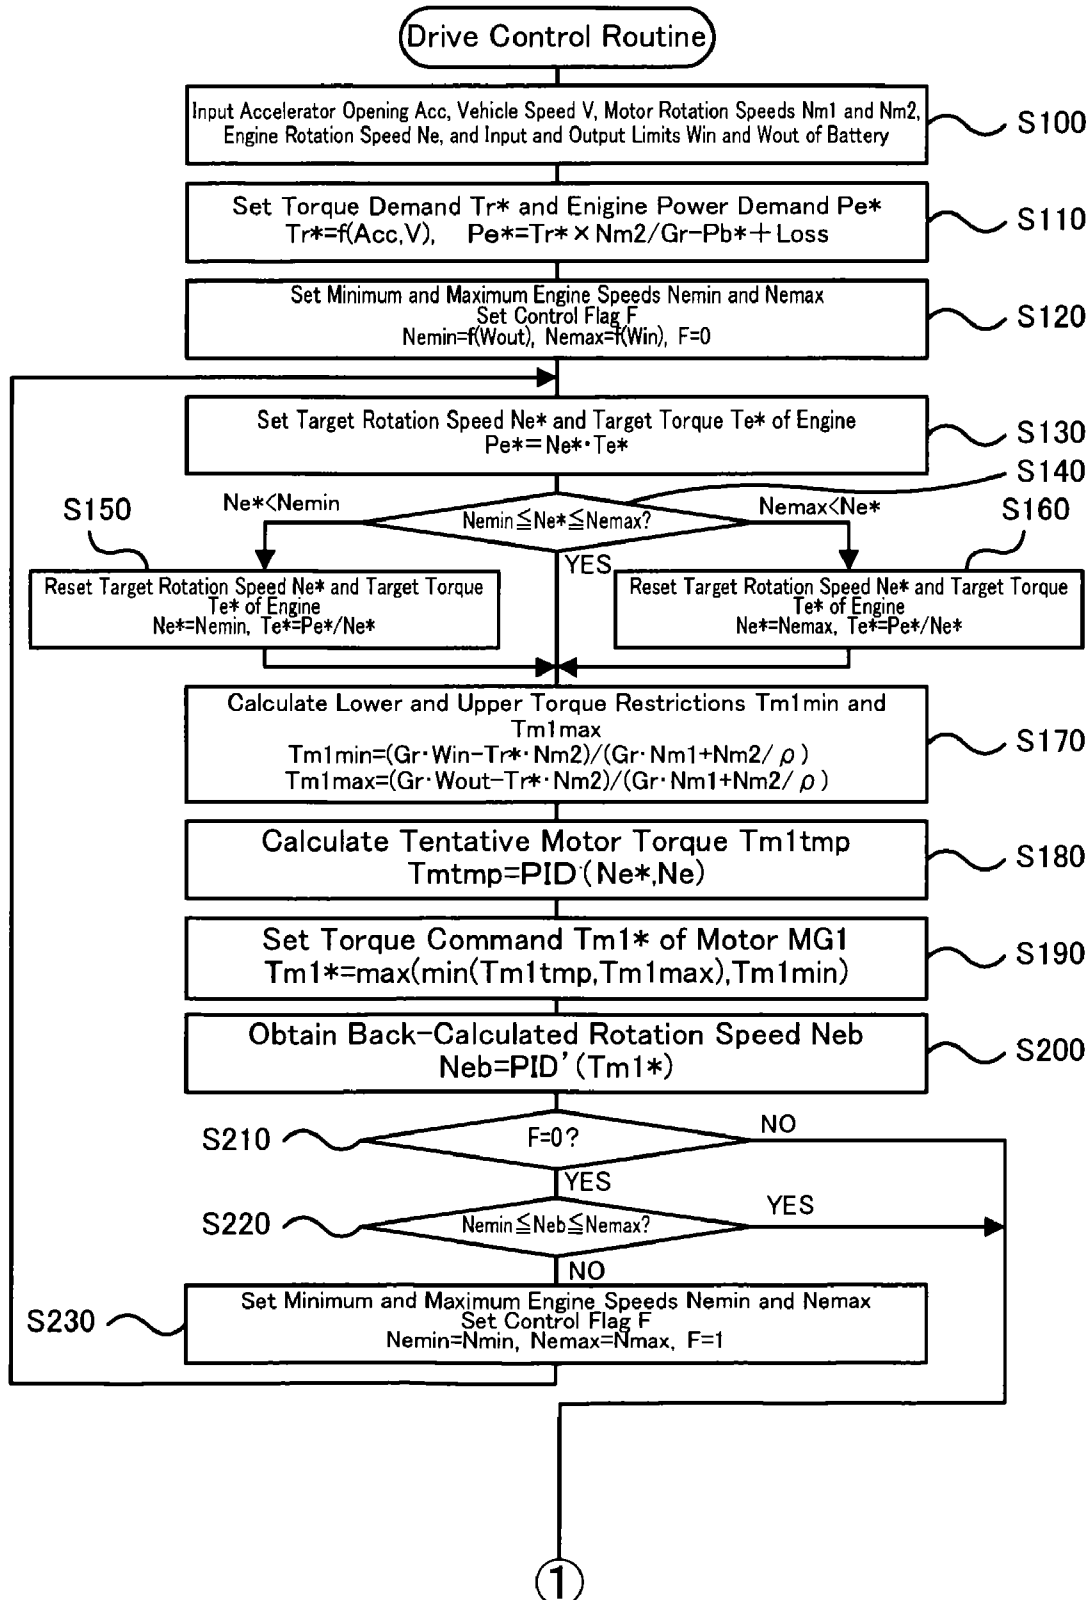 Drive Control Routine
Input Accelerator Opening Acc, Vehicle Speed V, Motor Rotation Speeds Nm1 and Nm2,
Engine Rotation Speed Ne, and Input and Output Limits Win and Wout of Battery
S100
Set Torque Demand Tr* and Enigine Power Demand Pe*
Tr*=f(Acc,V), Pe*=Tr*×Nm2/Gr-Pb*+Loss
S110
Set Minimum and Maximum Engine Speeds Nemin and Nemax
Set Control Flag F
Nemin=f(Wout), Nemax=f(Win), F=0
S120
Set Target Rotation Speed Ne* and Target Torque Te* of Engine
Pe*=Ne*·Te*
S130
S140
Ne*<Nemin
Nemin≦Ne*≦Nemax?
Nemax<Ne*
S150
S160
YES
Reset Target Rotation Speed Ne* and Target Torque
Te* of Engine
Ne*=Nemin, Te*=Pe*/Ne*
Reset Target Rotation Speed Ne* and Target Torque
Te* of Engine
Ne*=Nemax, Te*=Pe*/Ne*
Calculate Lower and Upper Torque Restrictions Tm1min and
Tm1max
Tm1min=(Gr·Win-Tr*·Nm2)/(Gr·Nm1+Nm2/ρ)
Tm1max=(Gr·Wout-Tr*·Nm2)/(Gr·Nm1+Nm2/ρ)
S170
Calculate Tentative Motor Torque Tm1tmp
Tmtmp=PID(Ne*,Ne)
S180
Set Torque Command Tm1* of Motor MG1
Tm1*=max(min(Tm1tmp,Tm1max),Tm1min)
S190
Obtain Back-Calculated Rotation Speed Neb
Neb=PID'(Tm1*)
S200
S210
F=0?
NO
YES
S220
Nemin≦Neb≦Nemax?
YES
NO
S230
Set Minimum and Maximum Engine Speeds Nemin and Nemax
Set Control Flag F
Nemin=Nmin, Nemax=Nmax, F=1
1